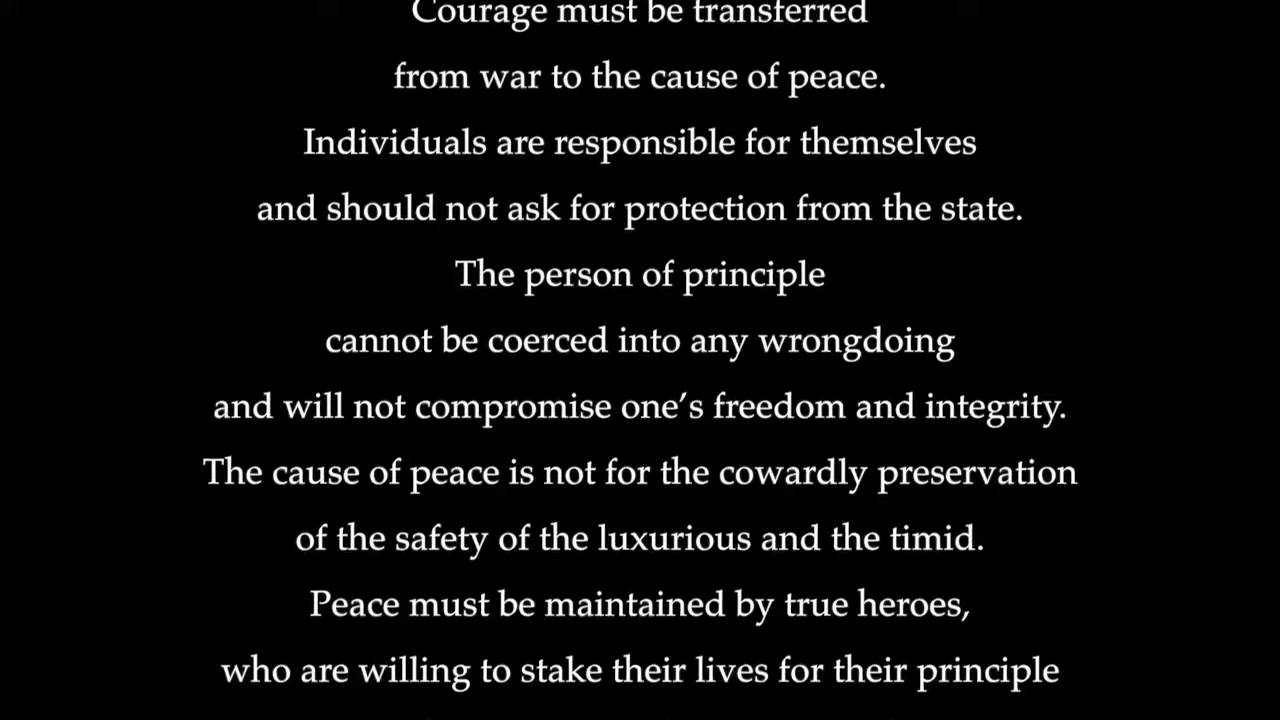 Courage must be transferred
from war to the cause of peace.
Individuals are responsible for themselves
and should not ask for protection from the state.
The person of principle
cannot be coerced into any wrongdoing
and will not compromise one’s freedom and integrity.
The cause of peace is not for the cowardly preservation
of the safety of the luxurious and the timid.
Peace must be maintained by true heroes,
who are willing to stake their lives for their principle